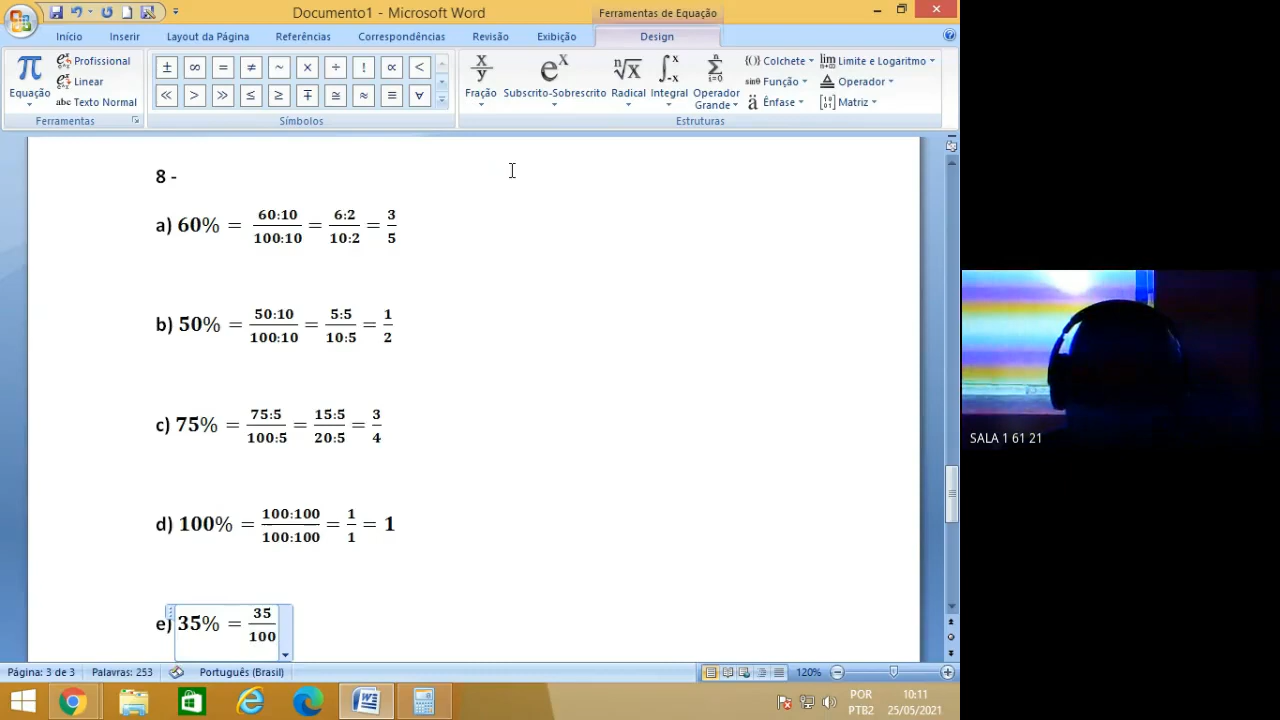 Documento1 - Microsoft Word
Ferramentas de Equação
Início Inserir Layout da Página Referências Correspondências Revisão Exibição Design
π Equação
Profissional
Linear
abc Texto Normal
Ferramentas
± ∞ = ≠ ~ × ÷ ! ∝ <
≪ > ≫ ≤ ≥ ∓ ≅ ≈ ≡ ∀
Símbolos
x/y Fração
eˣ Subscrito-Sobrescrito
ⁿ√x Radical
Integral
Operador Grande
{()} Colchete
sinθ Função
ä Ênfase
lim Limite e Logaritmo
Operador
Matriz
Estruturas
8 -
a) 60% = 60:10/100:10 = 6:2/10:2 = 3/5
b) 50% = 50:10/100:10 = 5:5/10:5 = 1/2
c) 75% = 75:5/100:5 = 15:5/20:5 = 3/4
d) 100% = 100:100/100:100 = 1/1 = 1
e) 35% = 35/100
SALA 1 61 21
Página: 3 de 3 Palavras: 253 Português (Brasil) 120%
POR 10:11
PTB2 25/05/2021